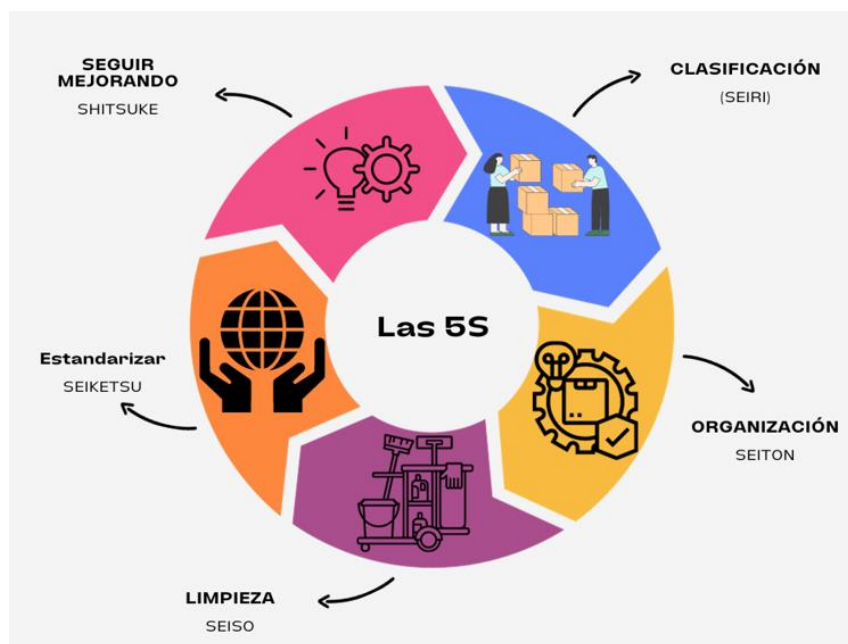 SEGUIR
MEJORANDO
SHITSUKE
CLASIFICACIÓN
(SEIRI)
Las 5S
Estandarizar
SEIKETSU
ORGANIZACIÓN
SEITON
LIMPIEZA
SEISO